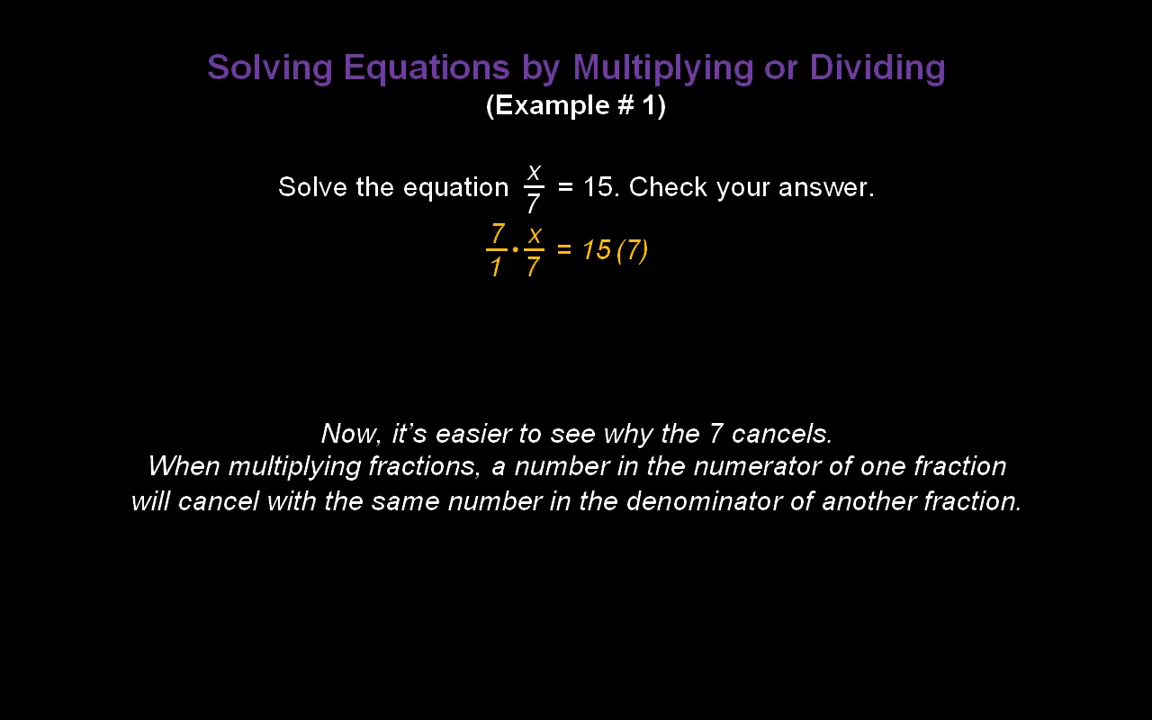 Solving Equations by Multiplying or Dividing
(Example # 1)
Solve the equation x/7 = 15. Check your answer.
7/1 · x/7 = 15 (7)
Now, it’s easier to see why the 7 cancels.
When multiplying fractions, a number in the numerator of one fraction
will cancel with the same number in the denominator of another fraction.